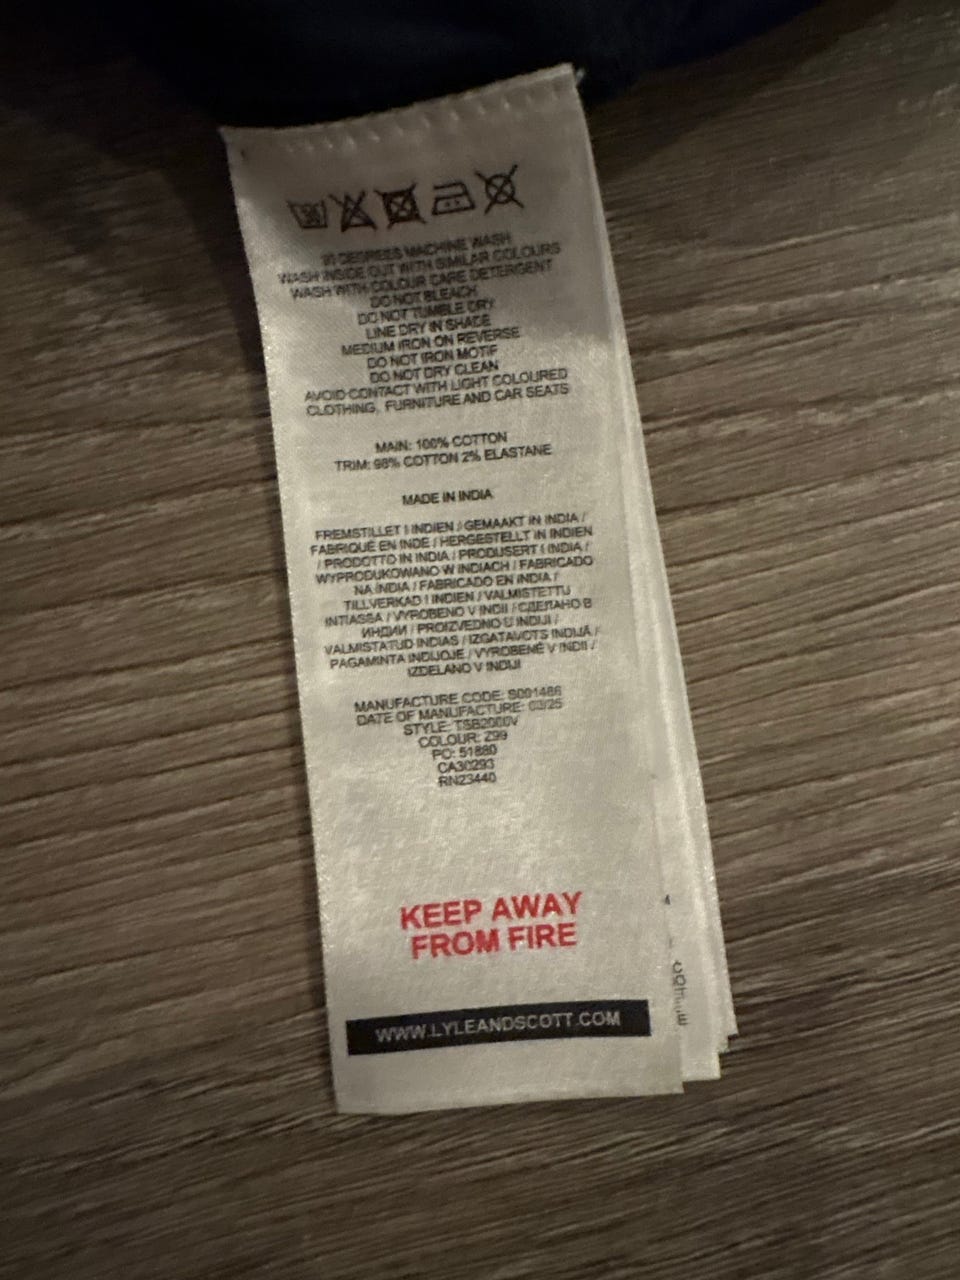 30
30 DEGREES MACHINE WASH
WASH INSIDE OUT WITH SIMILAR COLOURS
WASH WITH COLOUR CARE DETERGENT
DO NOT BLEACH
DO NOT TUMBLE DRY
LINE DRY IN SHADE
MEDIUM IRON ON REVERSE
DO NOT IRON MOTIF
DO NOT DRY CLEAN
AVOID CONTACT WITH LIGHT COLOURED
CLOTHING, FURNITURE AND CAR SEATS
MAIN: 100% COTTON
TRIM: 98% COTTON 2% ELASTANE
MADE IN INDIA
FREMSTILLET I INDIEN / GEMAAKT IN INDIA /
FABRIQUÉ EN INDE / HERGESTELLT IN INDIEN
/ PRODOTTO IN INDIA / PRODUSERT I INDIA /
WYPRODUKOWANO W INDIACH / FABRICADO
NA ÍNDIA / FABRICADO EN INDIA /
TILLVERKAD I INDIEN / VALMISTETTU
INTIASSA / VYROBENO V INDII / СДЕЛАНО В
ИНДИИ / PROIZVEDNO U INDIJI /
VALMISTATUD INDIAS / IZGATAVOTS INDIJĀ /
PAGAMINTA INDIJOJE / VYROBENÉ V INDII /
IZDELANO V INDIJI
MANUFACTURE CODE: S001486
DATE OF MANUFACTURE: 03/25
STYLE: TSB2000V
COLOUR: Z99
PO: 51880
CA30293
RN23440
KEEP AWAY
FROM FIRE
WWW.LYLEANDSCOTT.COM